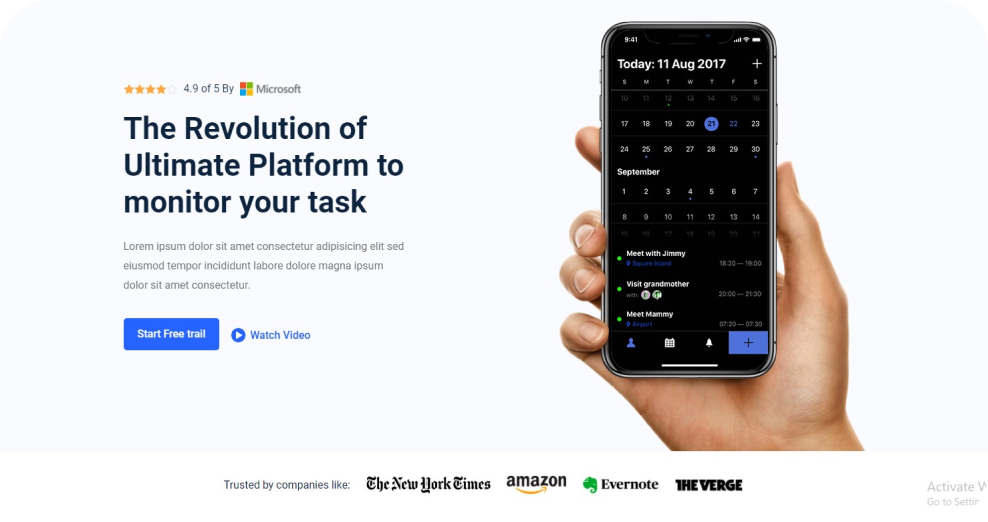 4.9 of 5 By Microsoft
The Revolution of
Ultimate Platform to
monitor your task
Lorem ipsum dolor sit amet consectetur adipisicing elit sed
eiusmod tempor incididunt labore dolore magna ipsum
dolor sit amet consectetur.
Start Free trail
Watch Video
9:41
Today: 11 Aug 2017
S M T W T F S
10 11 12 13 14 15 16
17 18 19 20 21 22 23
24 25 26 27 28 29 30
September
1 2 3 4 5 6 7
8 9 10 11 12 13 14
15 16 17 18 19 20 21
Meet with Jimmy
Square Island
18:20 — 19:00
Visit grandmother
with:
20:00 — 21:30
Meet Mammy
Airport
07:20 — 07:30
Trusted by companies like: The New York Times amazon Evernote THE VERGE
Activate W
Go to Settin